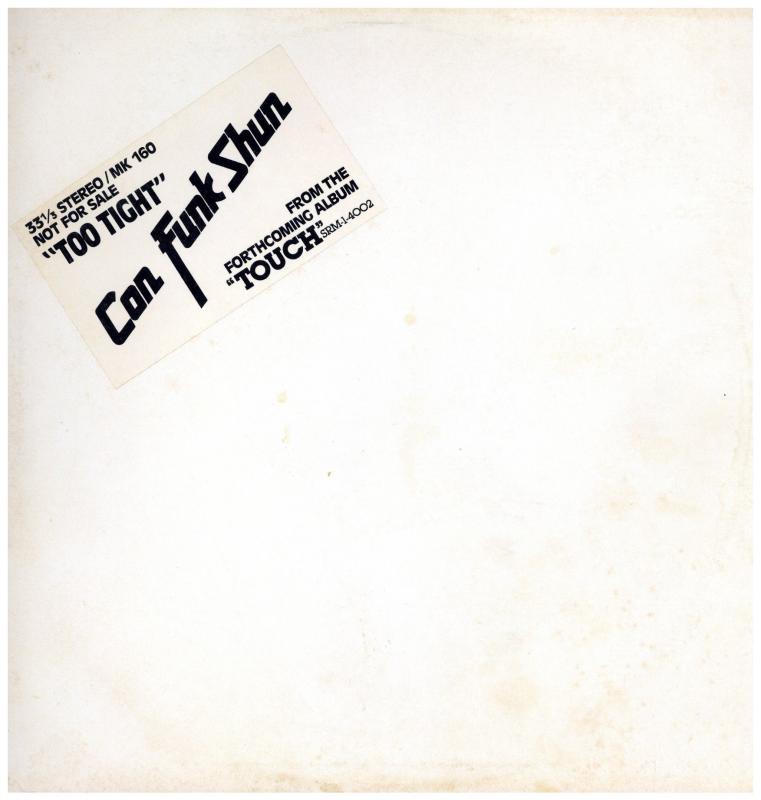 33⅓ STEREO / MK 160
NOT FOR SALE
"TOO TIGHT"
Con Funk Shun
FROM THE
FORTHCOMING ALBUM
"TOUCH" SRM-1-4002